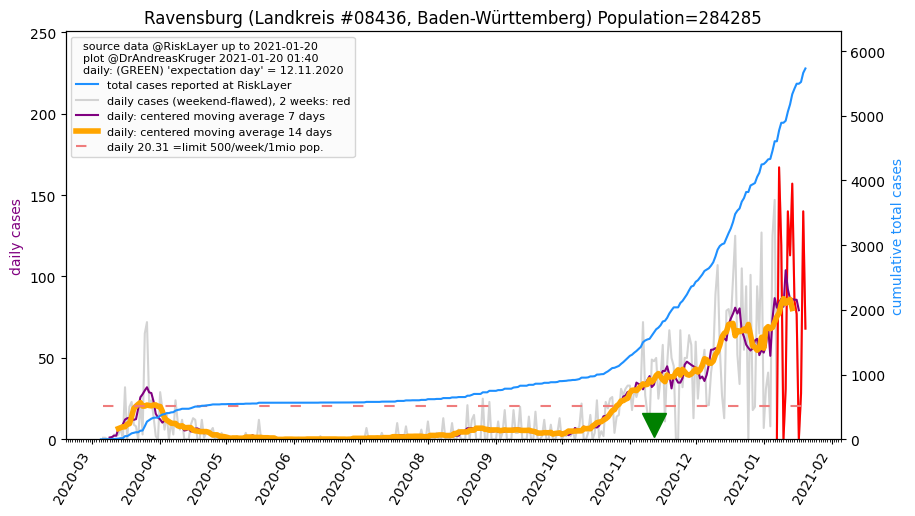 Ravensburg (Landkreis #08436, Baden-Württemberg) Population=284285
source data @RiskLayer up to 2021-01-20
plot @DrAndreasKruger 2021-01-20 01:40
daily: (GREEN) 'expectation day' = 12.11.2020
total cases reported at RiskLayer
daily cases (weekend-flawed), 2 weeks: red
daily: centered moving average 7 days
daily: centered moving average 14 days
daily 20.31 =limit 500/week/1mio pop.
daily cases
250
200
150
100
50
0
cumulative total cases
6000
5000
4000
3000
2000
1000
0
2020-03
2020-04
2020-05
2020-06
2020-07
2020-08
2020-09
2020-10
2020-11
2020-12
2021-01
2021-02